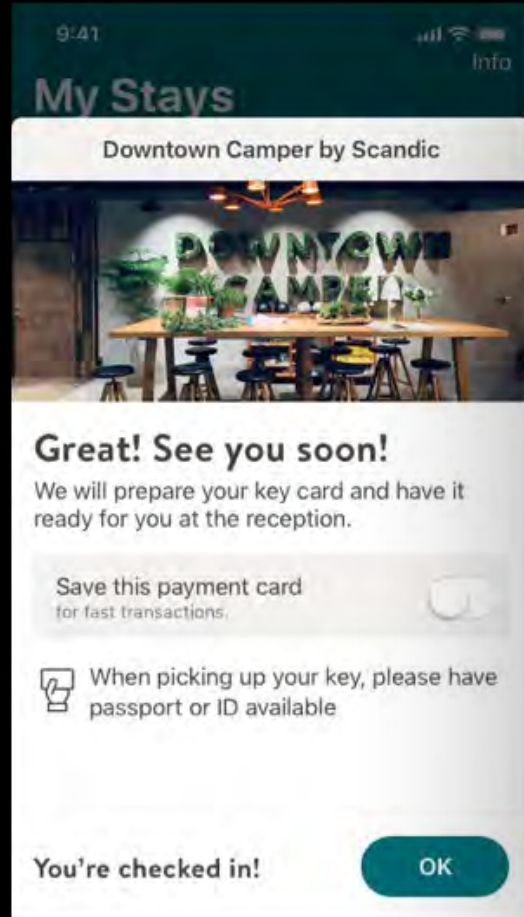 9:41
Info
My Stays
Downtown Camper by Scandic
DOWNTOWN
CAMPER
Great! See you soon!
We will prepare your key card and have it
ready for you at the reception.
Save this payment card
for fast transactions.
When picking up your key, please have
passport or ID available
You're checked in!
OK